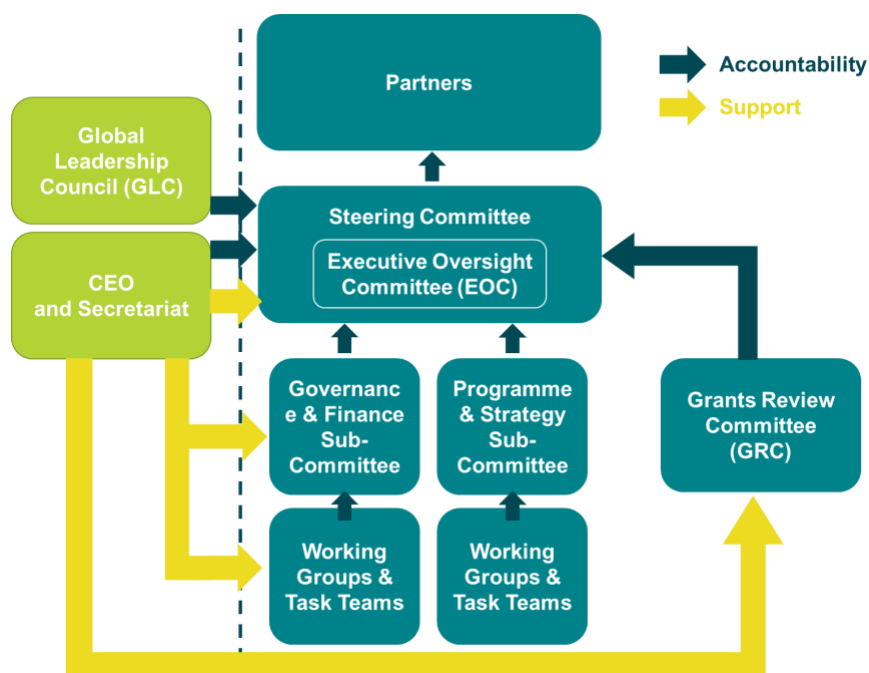 Partners
Accountability
Support
Global
Leadership
Council (GLC)
Steering Committee
Executive Oversight
Committee (EOC)
CEO
and Secretariat
Governanc
e & Finance
Sub-
Committee
Programme
& Strategy
Sub-
Committee
Grants Review
Committee
(GRC)
Working
Groups &
Task Teams
Working
Groups &
Task Teams